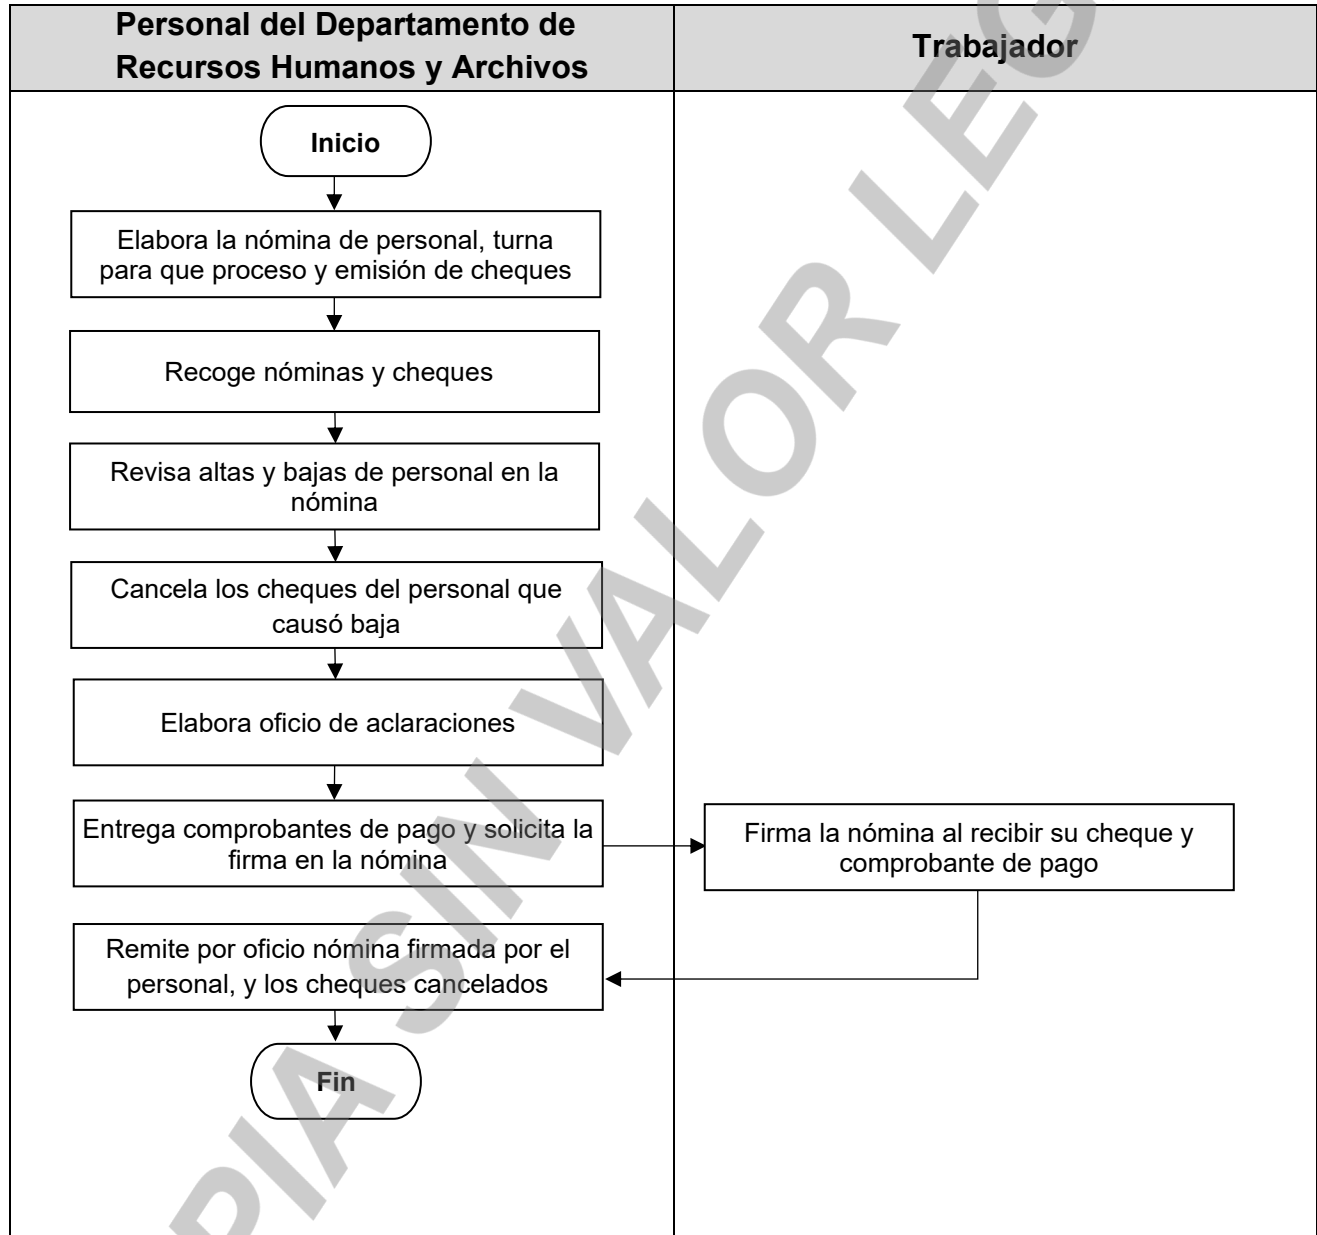 Personal del Departamento de
Recursos Humanos y Archivos
Trabajador
Inicio
Elabora la nómina de personal, turna
para que proceso y emisión de cheques
Recoge nóminas y cheques
Revisa altas y bajas de personal en la
nómina
Cancela los cheques del personal que
causó baja
Elabora oficio de aclaraciones
Entrega comprobantes de pago y solicita la
firma en la nómina
Firma la nómina al recibir su cheque y
comprobante de pago
Remite por oficio nómina firmada por el
personal, y los cheques cancelados
Fin
PIA SIN VALOR LEG